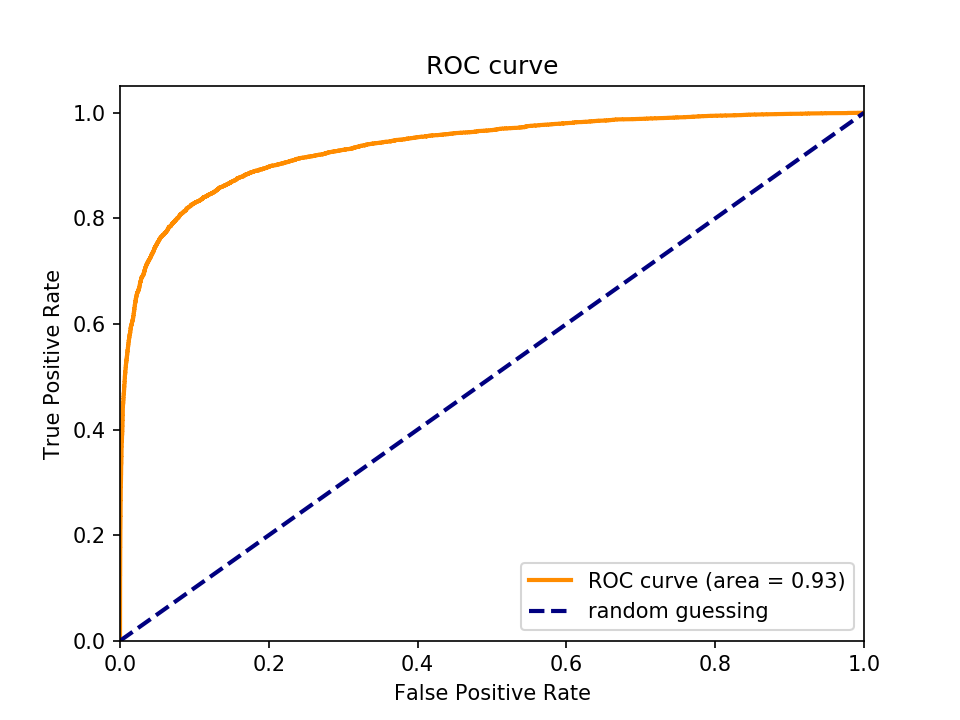 ROC curve
1.0
0.8
0.6
0.4
0.2
0.0
True Positive Rate
ROC curve (area = 0.93)
random guessing
0.0 0.2 0.4 0.6 0.8 1.0
False Positive Rate